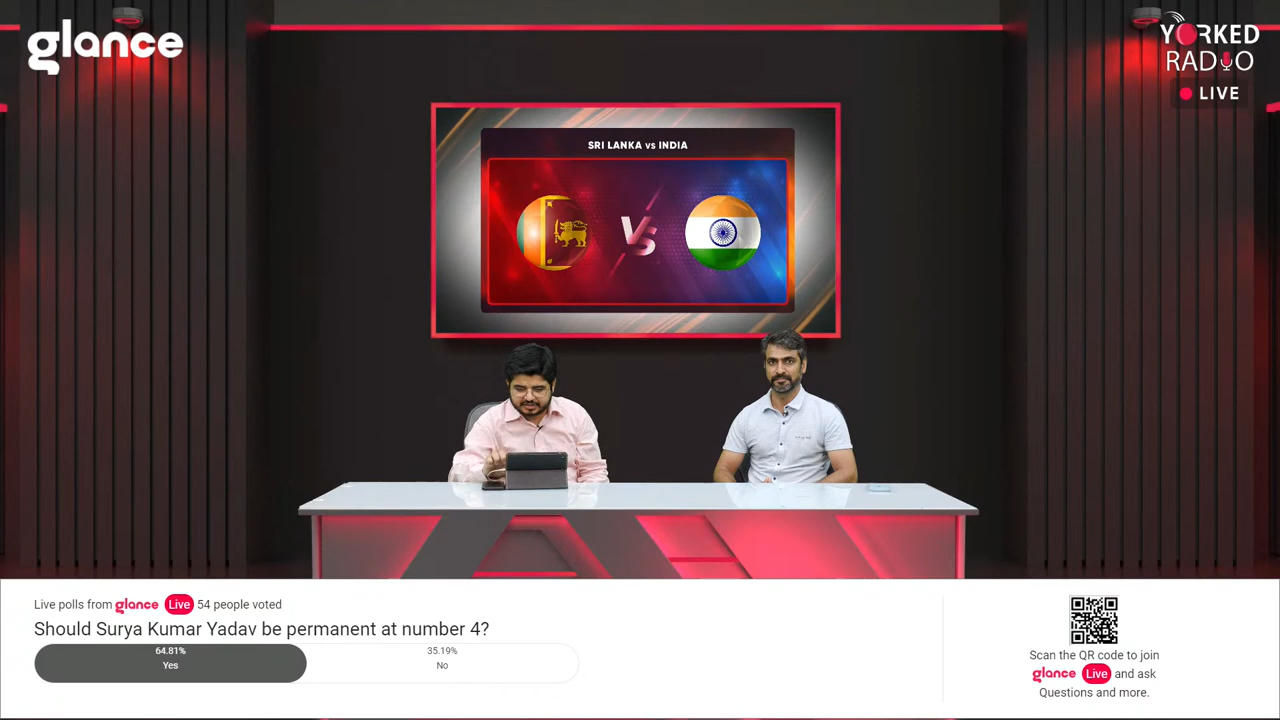 glance
YORKED
RADIO
LIVE
SRI LANKA vs INDIA
VS
Live polls from glance Live 54 people voted
Should Surya Kumar Yadav be permanent at number 4?
64.81%
Yes
35.19%
No
Scan the QR code to join
glance Live and ask
Questions and more.